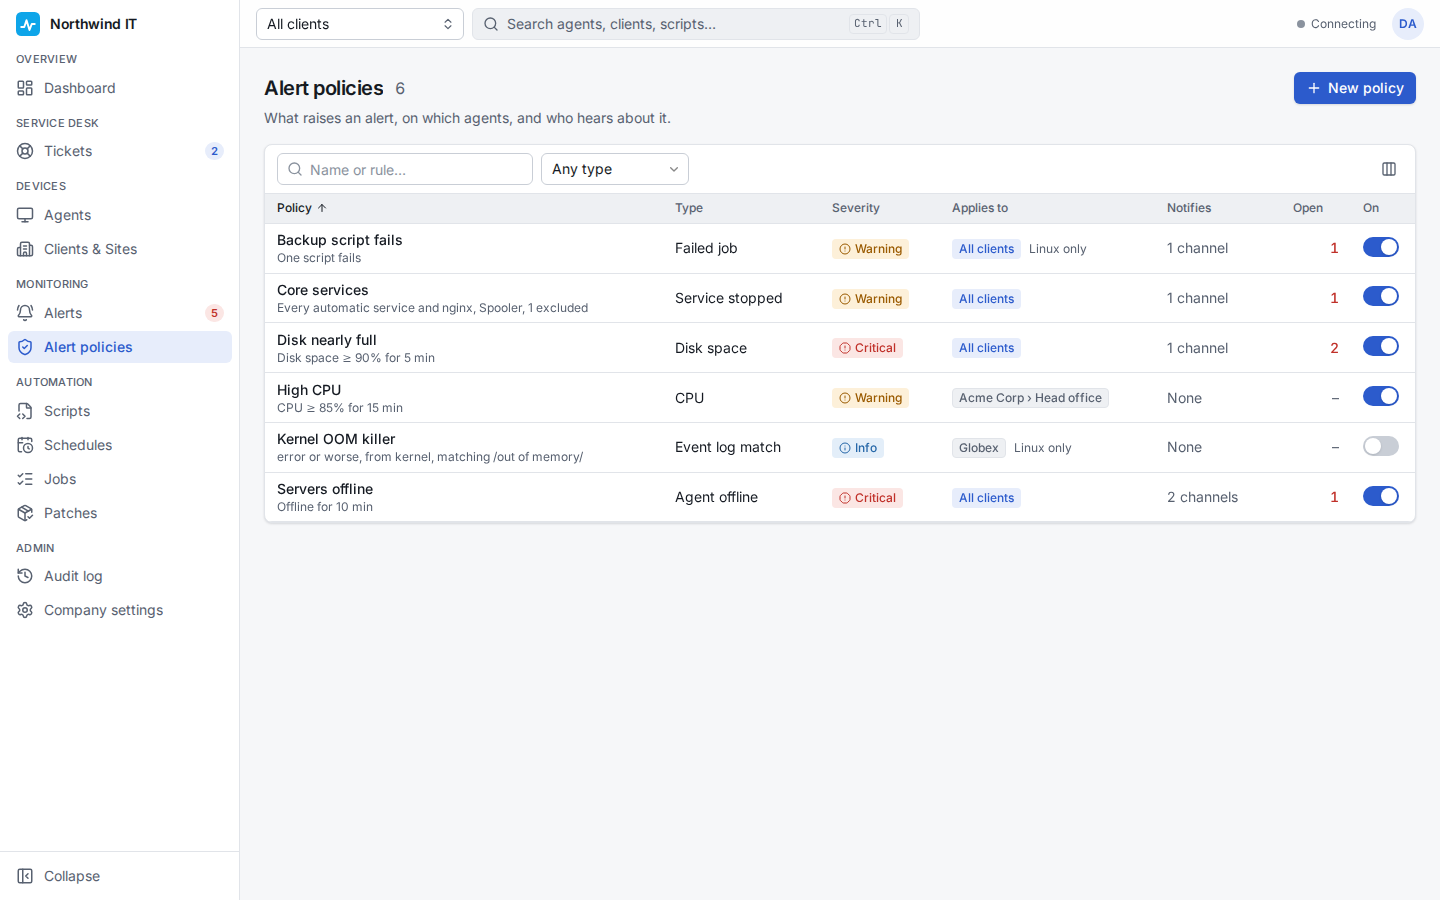 Northwind IT
All clients
Search agents, clients, scripts...
Ctrl K
Connecting
DA
OVERVIEW
Dashboard
SERVICE DESK
Tickets 2
DEVICES
Agents
Clients & Sites
MONITORING
Alerts 5
Alert policies
AUTOMATION
Scripts
Schedules
Jobs
Patches
ADMIN
Audit log
Company settings
Collapse
Alert policies 6
New policy
What raises an alert, on which agents, and who hears about it.
Name or rule...
Any type
Policy Type Severity Applies to Notifies Open On
Backup script fails
One script fails
Failed job Warning All clients Linux only 1 channel 1
Core services
Every automatic service and nginx, Spooler, 1 excluded
Service stopped Warning All clients 1 channel 1
Disk nearly full
Disk space ≥ 90% for 5 min
Disk space Critical All clients 1 channel 2
High CPU
CPU ≥ 85% for 15 min
CPU Warning Acme Corp › Head office None –
Kernel OOM killer
error or worse, from kernel, matching /out of memory/
Event log match Info Globex Linux only None –
Servers offline
Offline for 10 min
Agent offline Critical All clients 2 channels 1